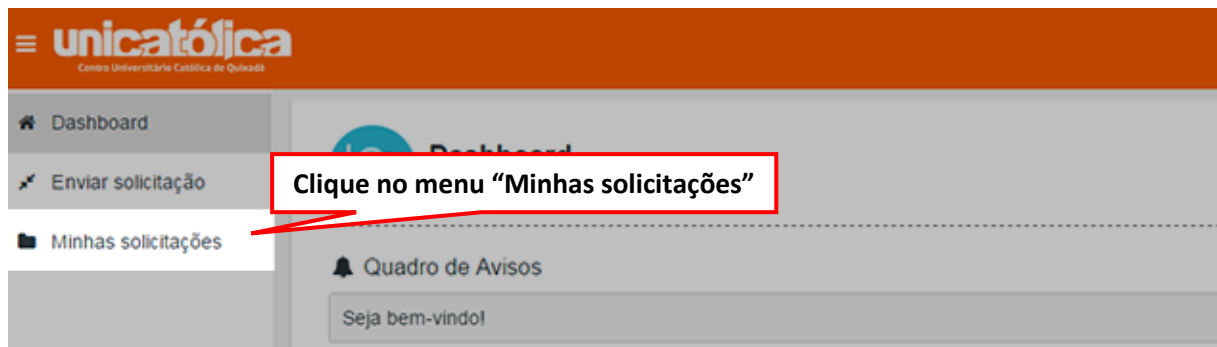 unicatólica
Centro Universitário Católica de Quixadá
Dashboard
Enviar solicitação
Minhas solicitações
Dashboard
Clique no menu “Minhas solicitações”
Quadro de Avisos
Seja bem-vindo!